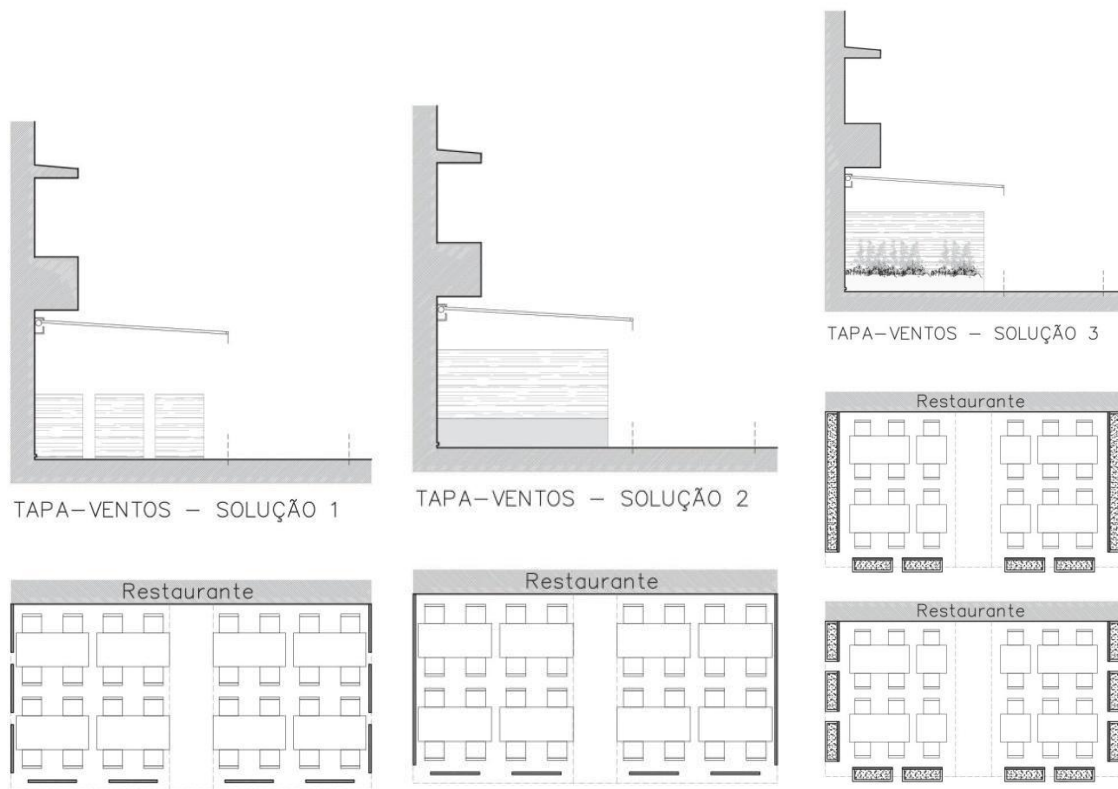 TAPA-VENTOS - SOLUÇÃO 1
Restaurante
TAPA-VENTOS - SOLUÇÃO 2
Restaurante
TAPA-VENTOS - SOLUÇÃO 3
Restaurante
Restaurante